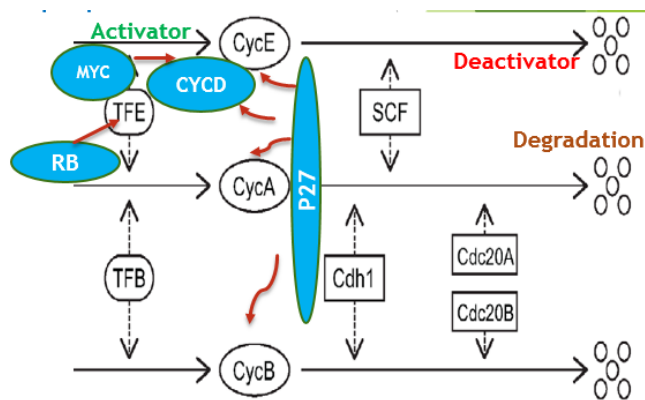 Activator
CycE
Deactivator
MYC
CYCD
TFE
SCF
RB
Degradation
CycA
P27
TFB
Cdh1
Cdc20A
Cdc20B
CycB